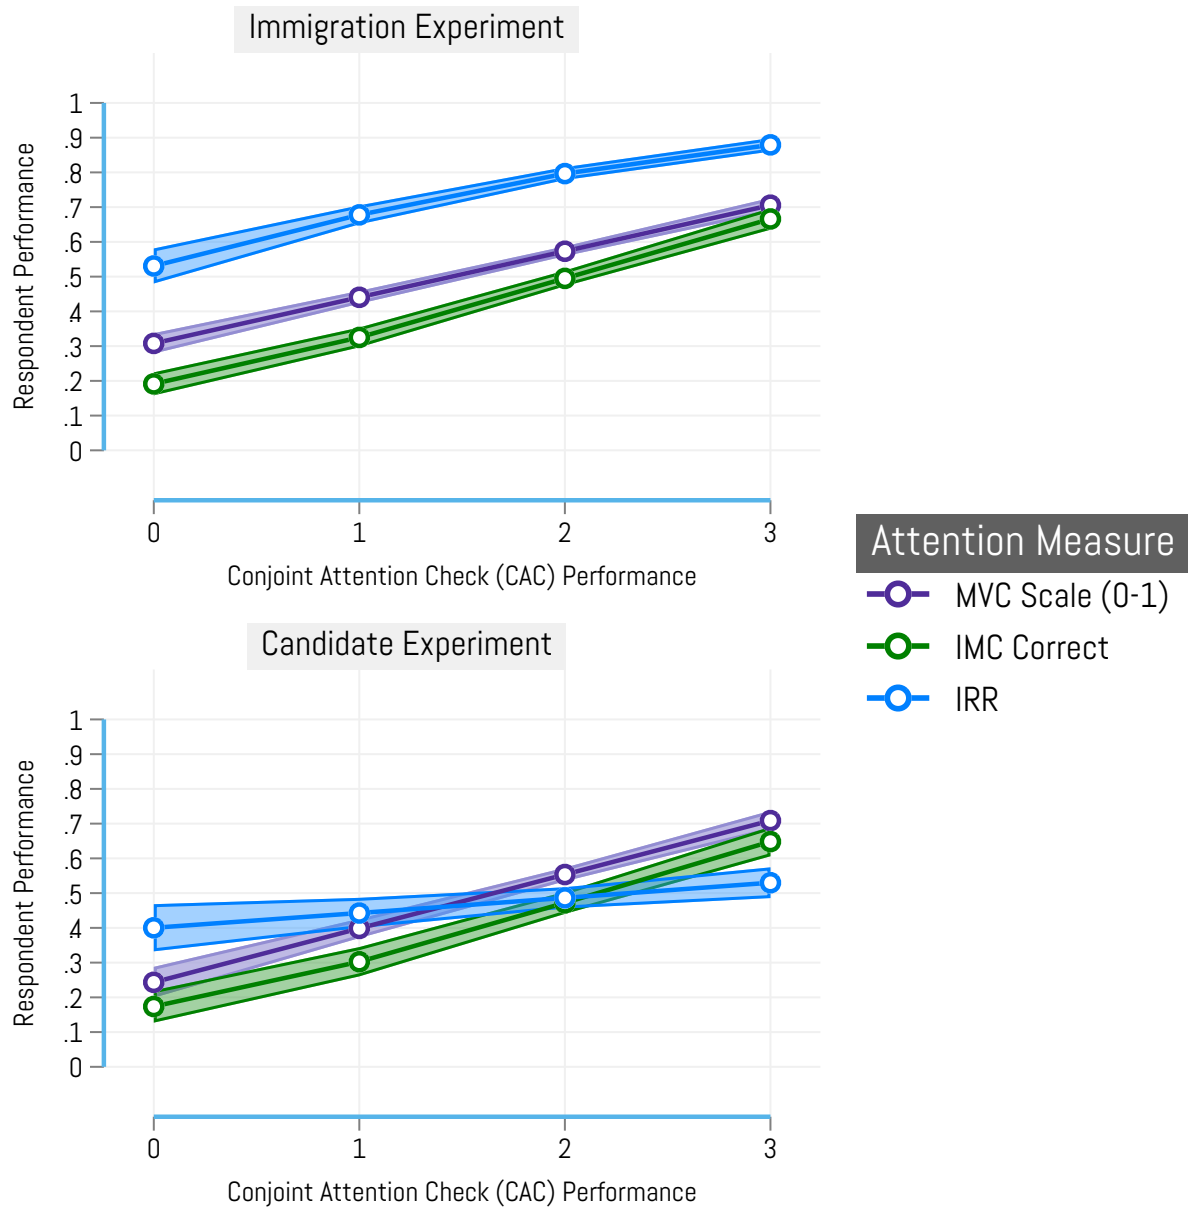 Immigration Experiment
Respondent Performance
1
.9
.8
.7
.6
.5
.4
.3
.2
.1
0
0 1 2 3
Conjoint Attention Check (CAC) Performance
Attention Measure
MVC Scale (0-1)
IMC Correct
IRR
Candidate Experiment
Respondent Performance
1
.9
.8
.7
.6
.5
.4
.3
.2
.1
0
0 1 2 3
Conjoint Attention Check (CAC) Performance